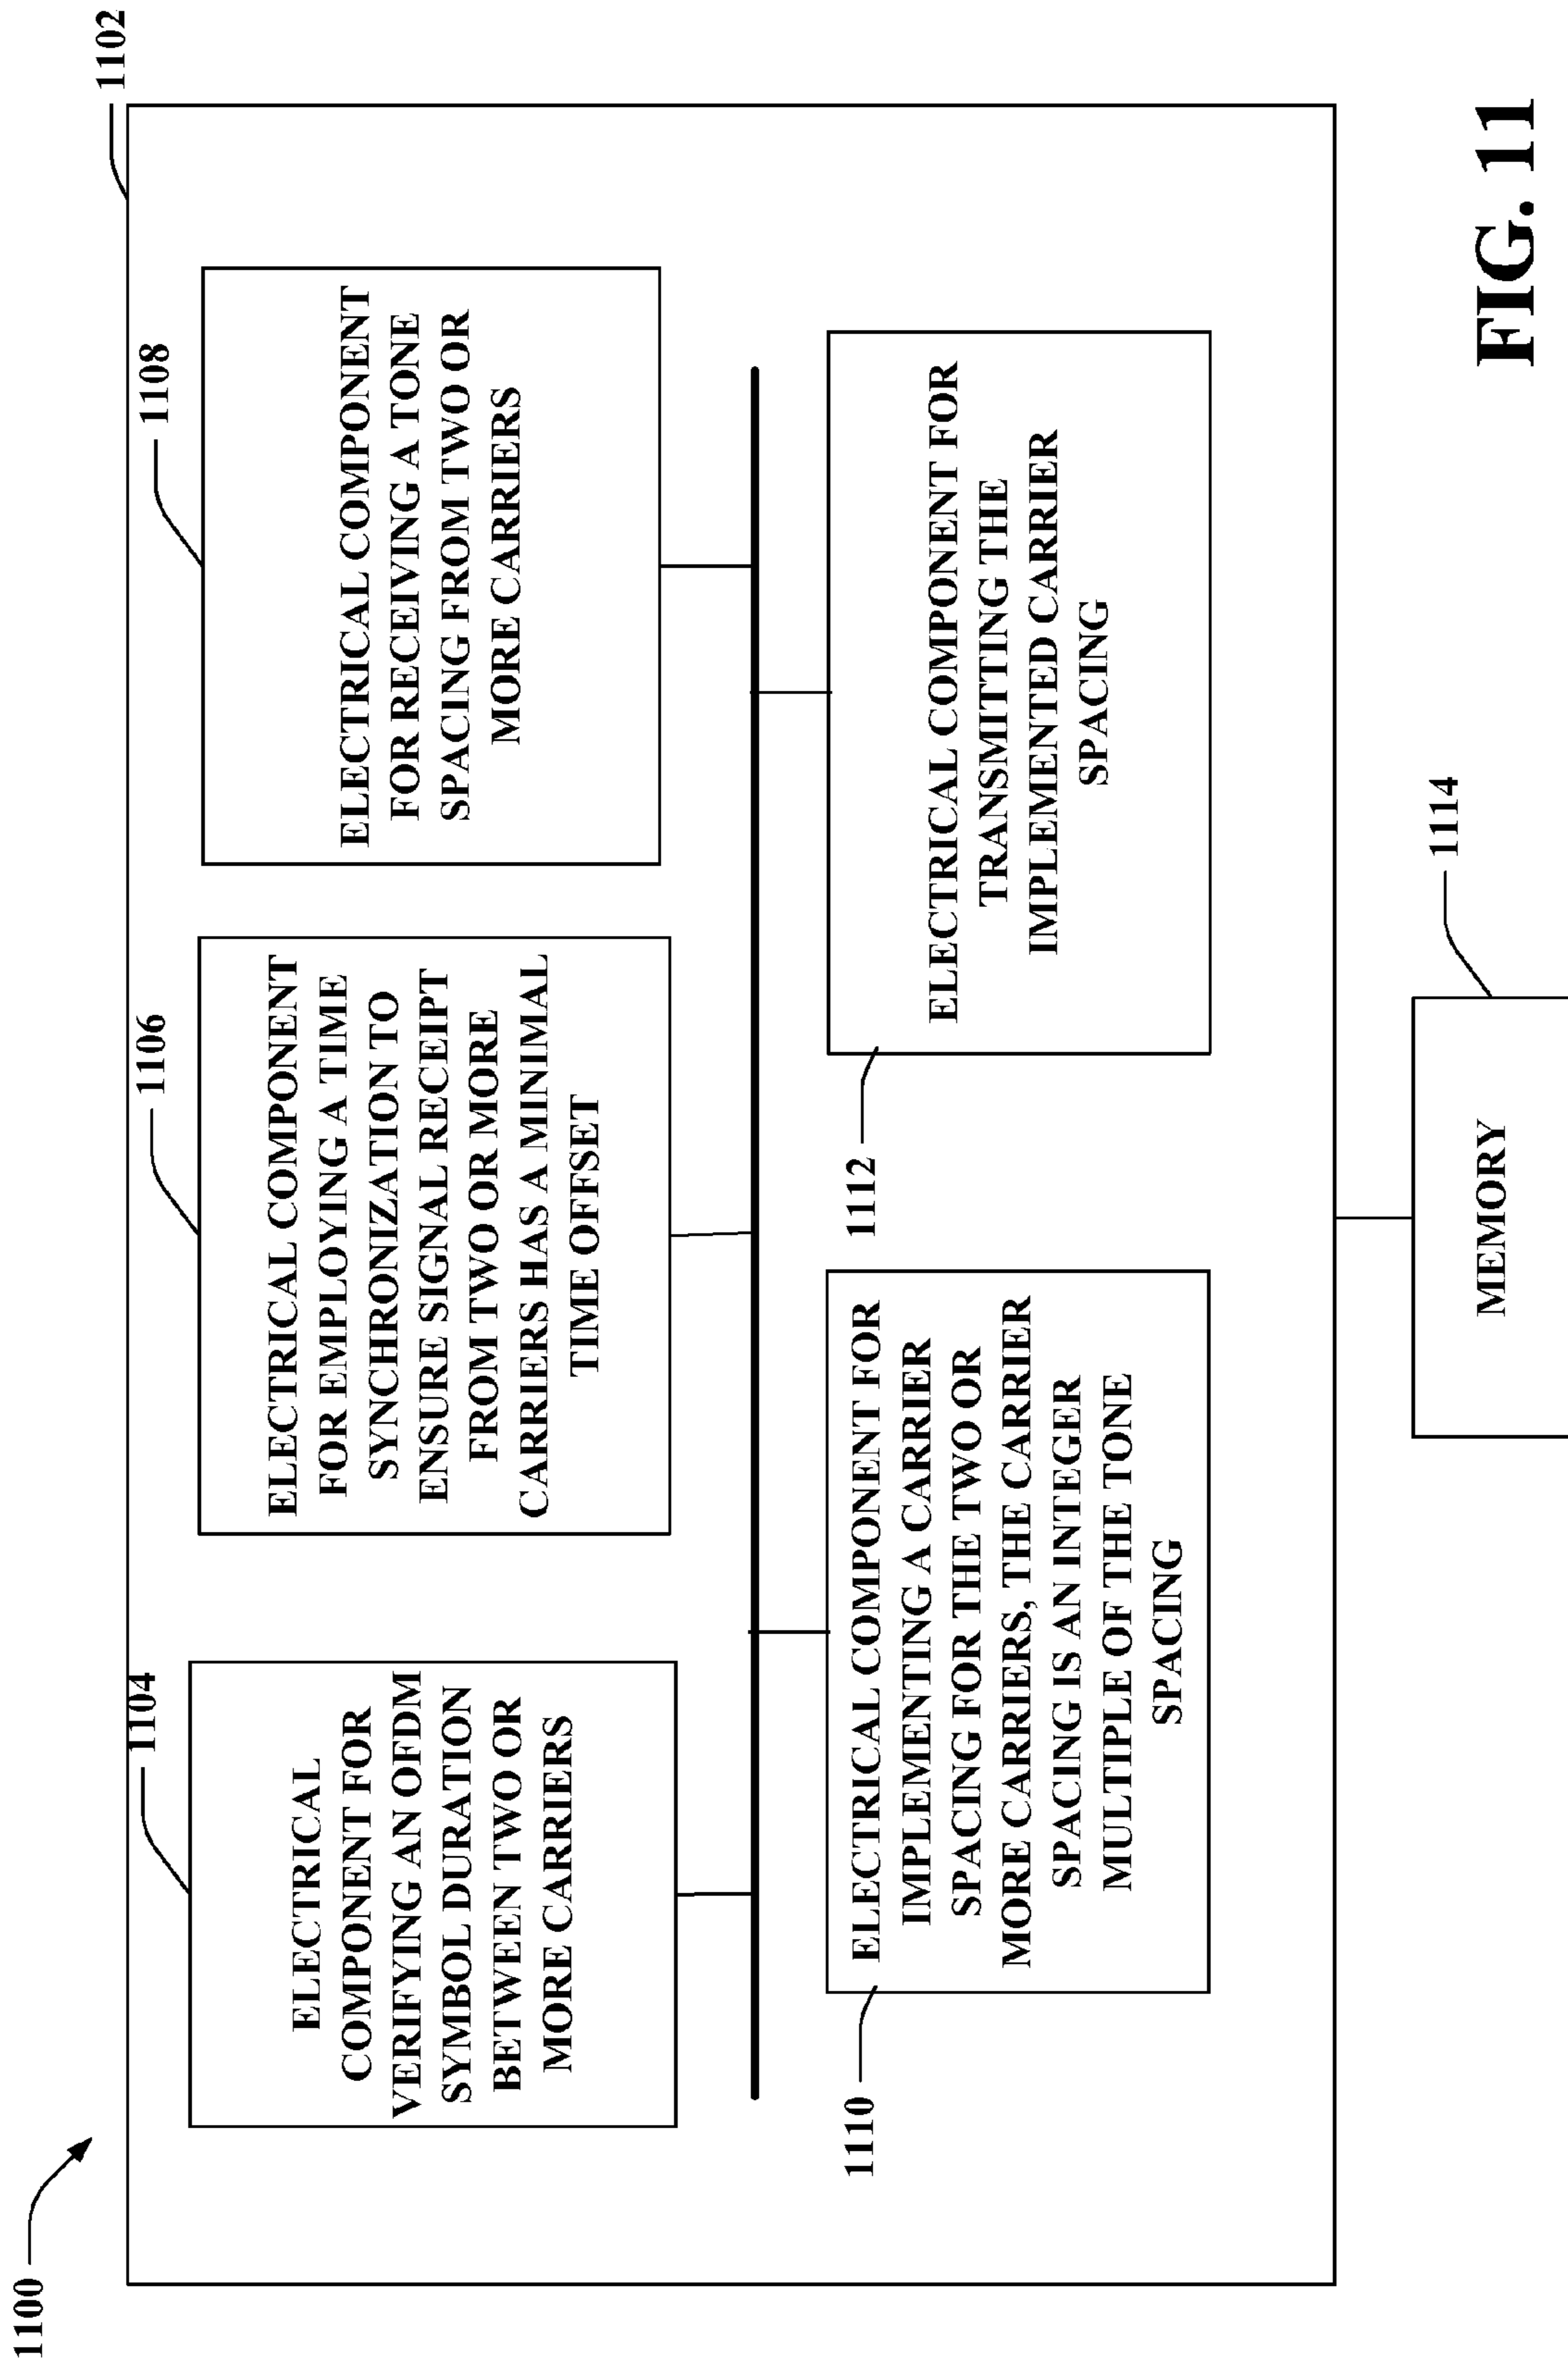 1100
1102
1104
ELECTRICAL
COMPONENT FOR
VERIFYING AN OFDM
SYMBOL DURATION
BETWEEN TWO OR
MORE CARRIERS
1106
ELECTRICAL COMPONENT
FOR EMPLOYING A TIME
SYNCHRONIZATION TO
ENSURE SIGNAL RECEIPT
FROM TWO OR MORE
CARRIERS HAS A MINIMAL
TIME OFFSET
1108
ELECTRICAL COMPONENT
FOR RECEIVING A TONE
SPACING FROM TWO OR
MORE CARRIERS
1110
ELECTRICAL COMPONENT FOR
IMPLEMENTING A CARRIER
SPACING FOR THE TWO OR
MORE CARRIERS, THE CARRIER
SPACING IS AN INTEGER
MULTIPLE OF THE TONE
SPACING
1112
ELECTRICAL COMPONENT FOR
TRANSMITTING THE
IMPLEMENTED CARRIER
SPACING
1114
MEMORY
FIG. 11